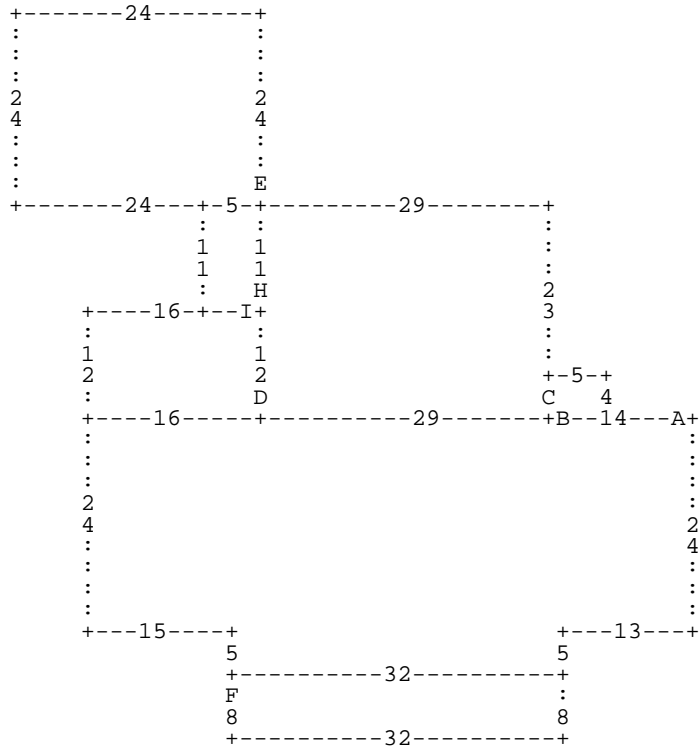 +-------24-------+
: :
: :
: :
2 2
4 4
: :
: :
: E
+-------24---+-5-+---------29---------+
: : :
1 1 :
1 1 :
: H 2
+----16-+--I+ 3
: : :
1 1 :
2 2 +-5-+
: D C 4
+----16-----+---------29--------+B--14---A+
: :
: :
: :
2 :
4 2
: 4
: :
: :
: :
+---15----+ +---13---+
5 5
+----------32----------+
F :
8 8
+----------32----------+